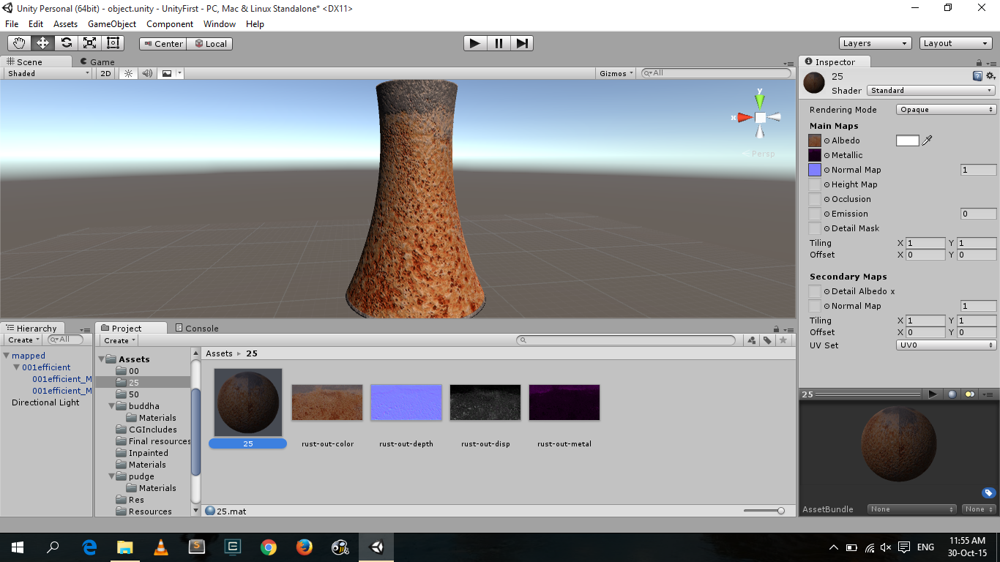 Unity Personal (64bit) - object.unity - UnityFirst - PC, Mac & Linux Standalone* <DX11>
File Edit Assets GameObject Component Window Help
Center Local
Layers Layout
Scene Game
Shaded 2D Gizmos All
y
x
Persp
Inspector
25
Shader Standard
Rendering Mode Opaque
Main Maps
Albedo
Metallic
Normal Map 1
Height Map
Occlusion
Emission 0
Detail Mask
Tiling X 1 Y 1
Offset X 0 Y 0
Secondary Maps
Detail Albedo x
Normal Map 1
Tiling X 1 Y 1
Offset X 0 Y 0
UV Set UV0
25
AssetBundle None None
Hierarchy
Create All
mapped
001efficient
001efficient_M
001efficient_M
Directional Light
Project Console
Create
Assets
00
25
50
buddha
Materials
CGIncludes
Final resources
Inpainted
Materials
pudge
Materials
Res
Resources
Assets 25
25 rust-out-color rust-out-depth rust-out-disp rust-out-metal
25.mat
ENG
11:55 AM
30-Oct-15